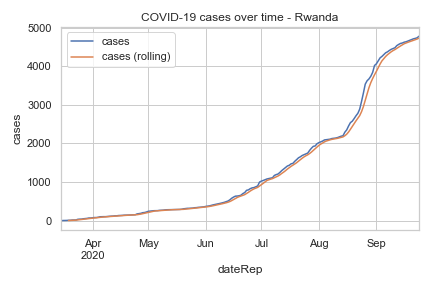 COVID-19 cases over time - Rwanda
cases
cases (rolling)
5000
4000
3000
2000
1000
0
cases
Apr
2020
May
Jun
Jul
Aug
Sep
dateRep